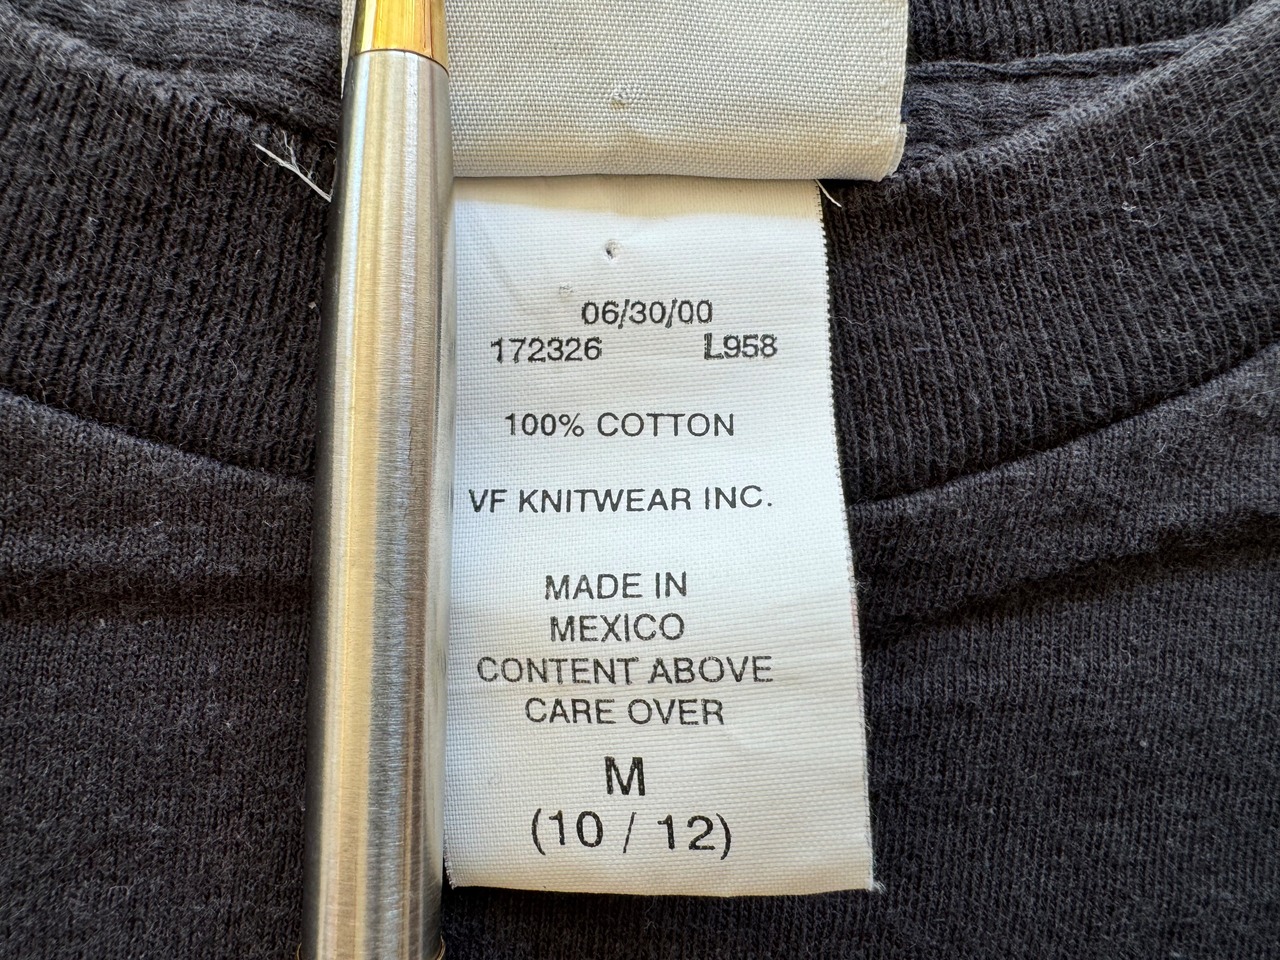 06/30/00
172326 L958
100% COTTON
VF KNITWEAR INC.
MADE IN
MEXICO
CONTENT ABOVE
CARE OVER
M
(10 / 12)